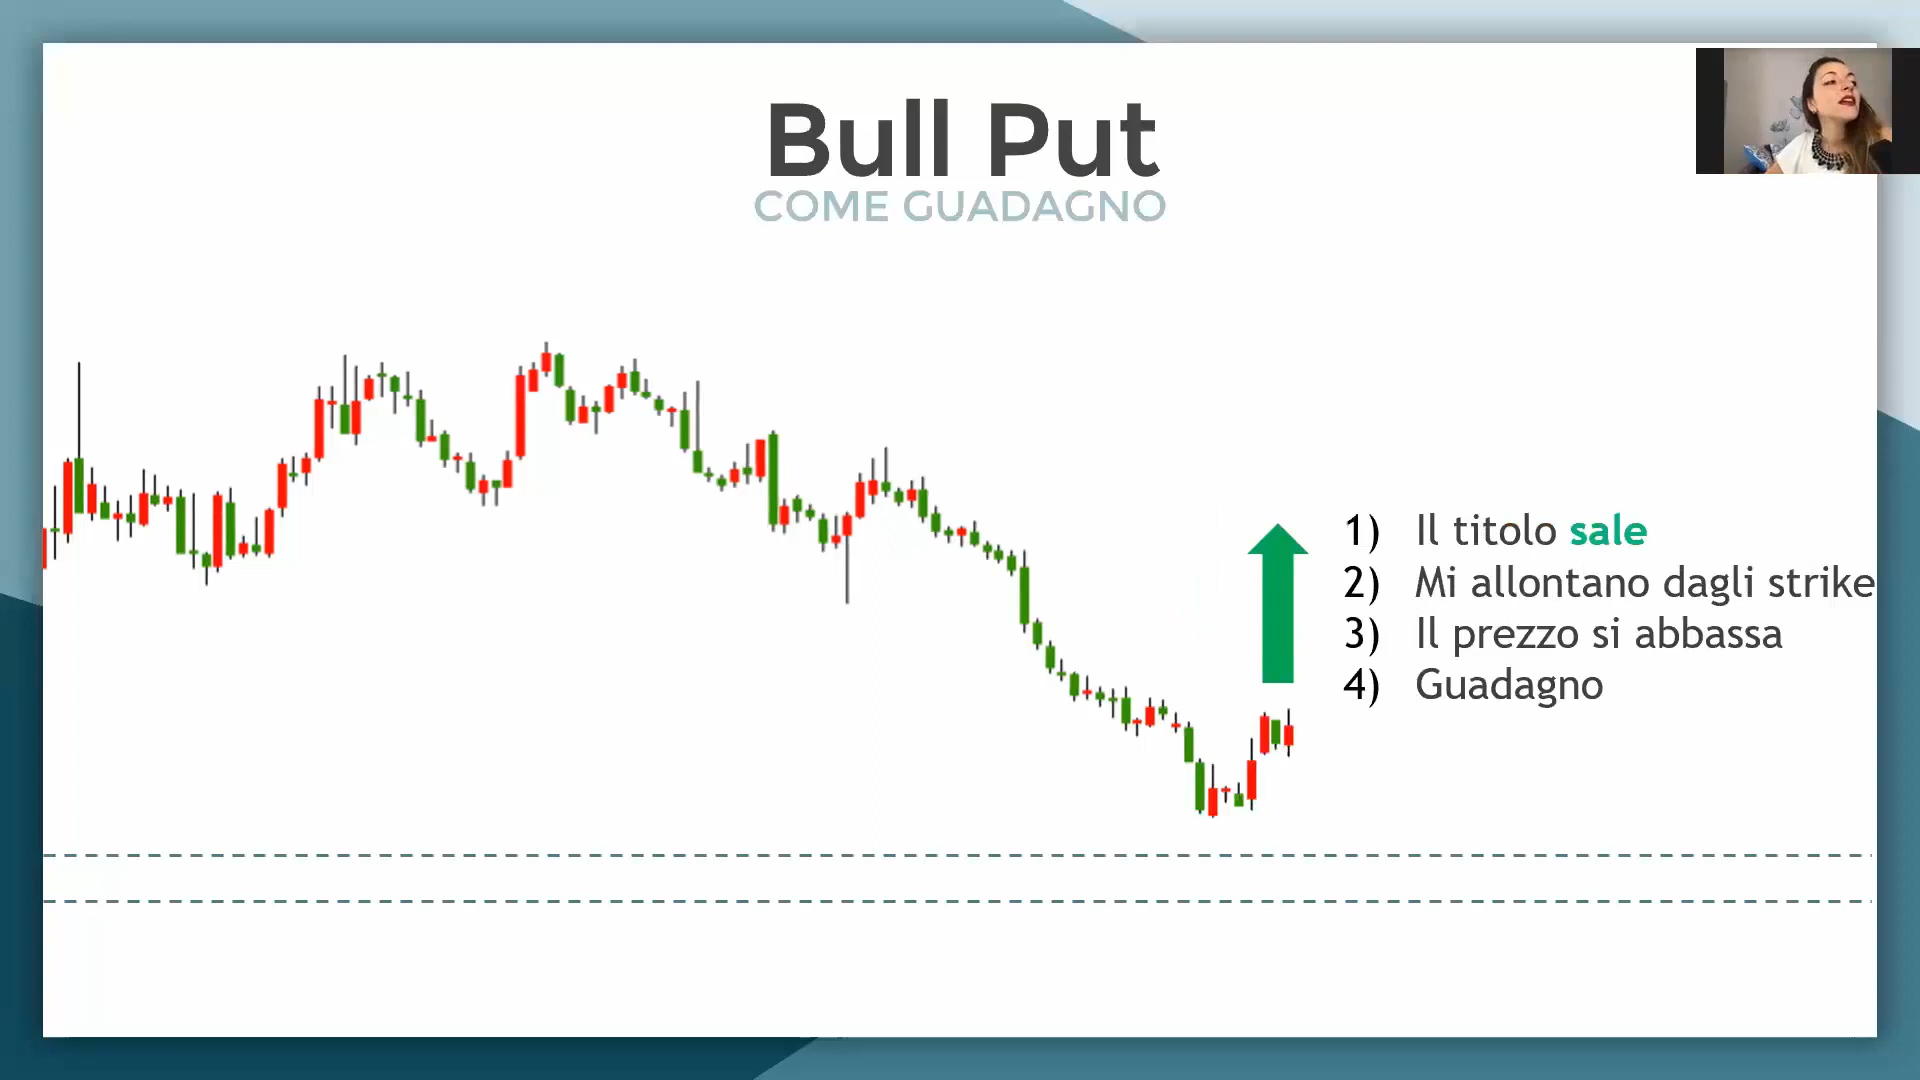 Bull Put
COME GUADAGNO
1) Il titolo sale
2) Mi allontano dagli strike
3) Il prezzo si abbassa
4) Guadagno